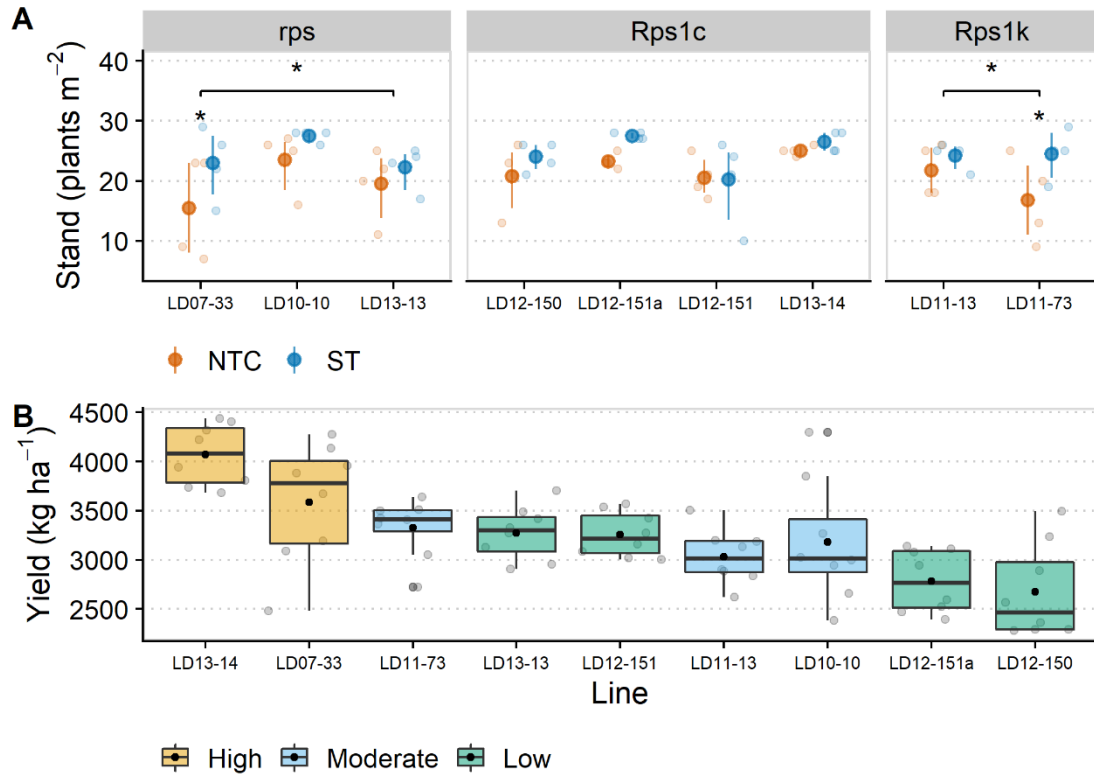 A
rps
Rps1c
Rps1k
Stand (plants m⁻²)
40
30
20
10
*
*
*
*
LD07-33
LD10-10
LD13-13
LD12-150
LD12-151a
LD12-151
LD13-14
LD11-13
LD11-73
NTC
ST
B
Yield (kg ha⁻¹)
4500
4000
3500
3000
2500
LD13-14
LD07-33
LD11-73
LD13-13
LD12-151
LD11-13
LD10-10
LD12-151a
LD12-150
Line
High
Moderate
Low